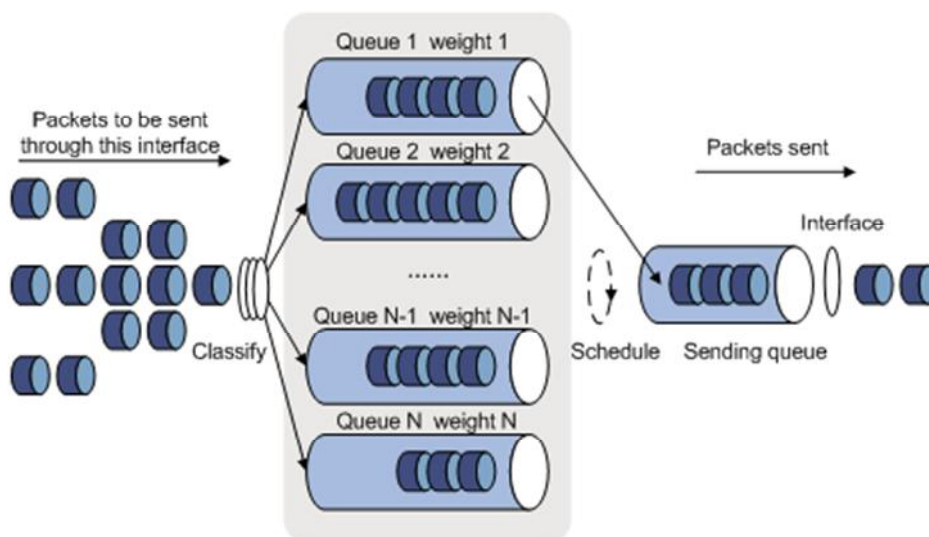 Queue 1 weight 1
Packets to be sent
through this interface
Queue 2 weight 2
Packets sent
Interface
......
Queue N-1 weight N-1
Classify
Schedule
Sending queue
Queue N weight N